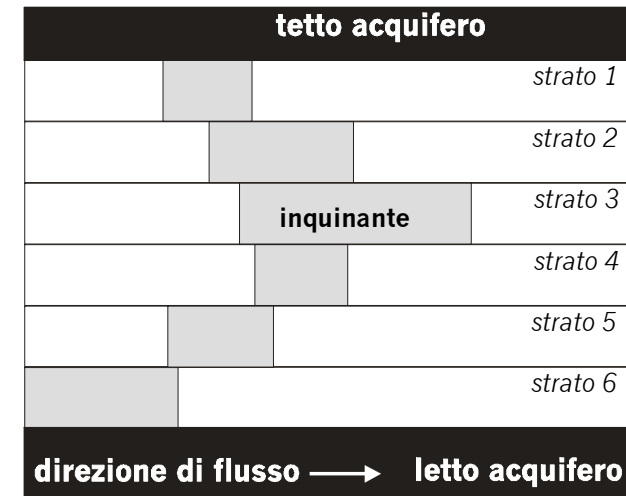 tetto acquifero
strato 1
strato 2
strato 3
inquinante
strato 4
strato 5
strato 6
direzione di flusso letto acquifero